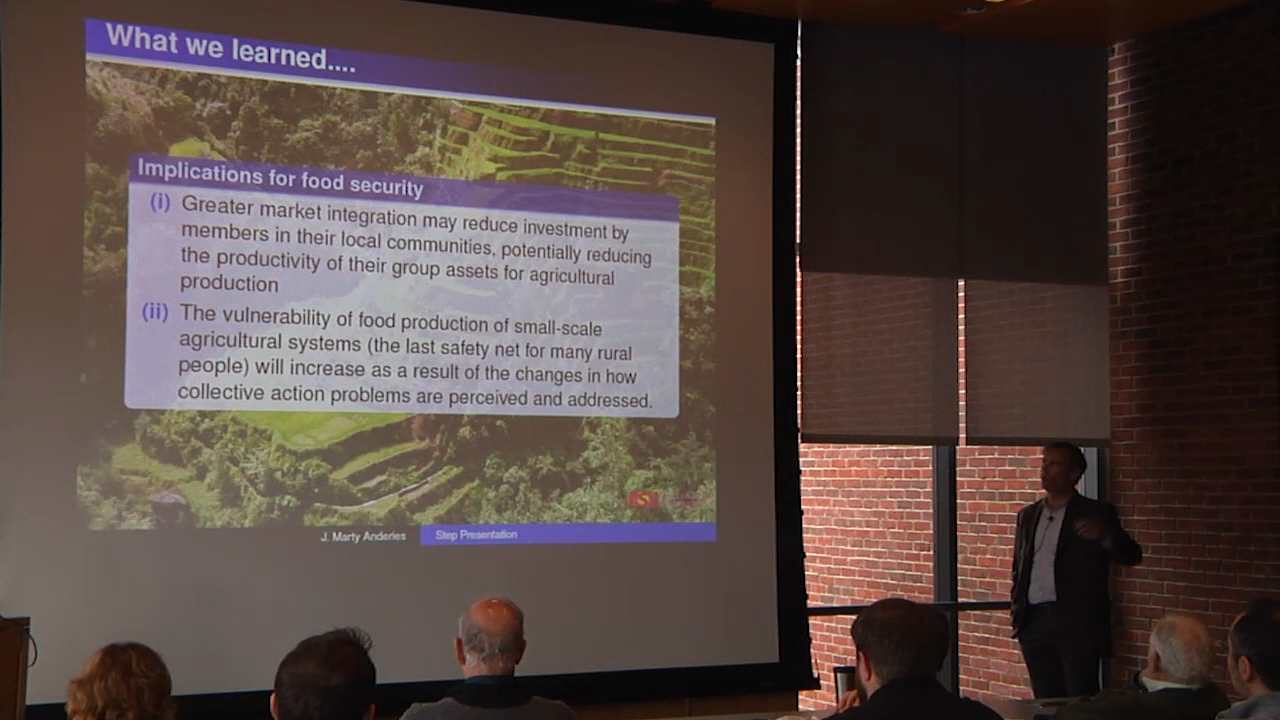 What we learned....
Implications for food security
(i) Greater market integration may reduce investment by
members in their local communities, potentially reducing
the productivity of their group assets for agricultural
production
(ii) The vulnerability of food production of small-scale
agricultural systems (the last safety net for many rural
people) will increase as a result of the changes in how
collective action problems are perceived and addressed.
J. Marty Anderies
Step Presentation